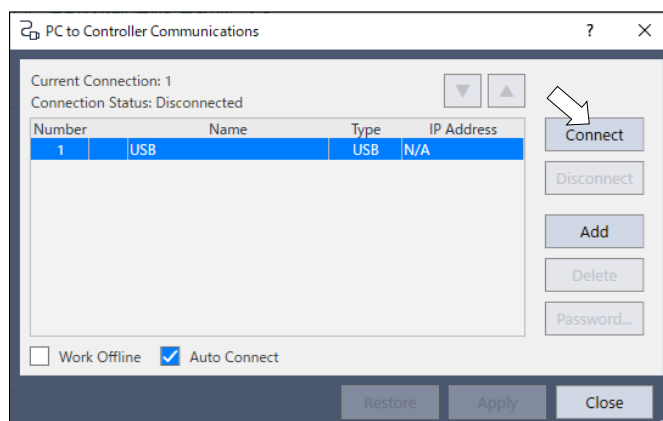 PC to Controller Communications
Current Connection: 1
Connection Status: Disconnected
Number Name Type IP Address
1 USB USB N/A
Connect
Disconnect
Add
Delete
Password...
Work Offline Auto Connect
Restore Apply Close